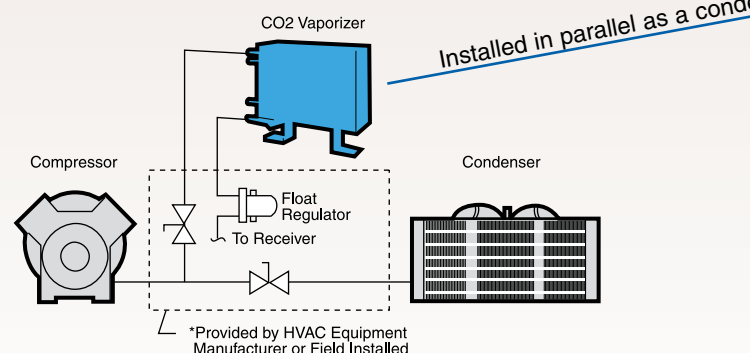 CO2 Vaporizer
Installed in parallel as a
Compressor
Condenser
Float
Regulator
To Receiver
*Provided by HVAC Equipment
Manufacturer or Field Installed